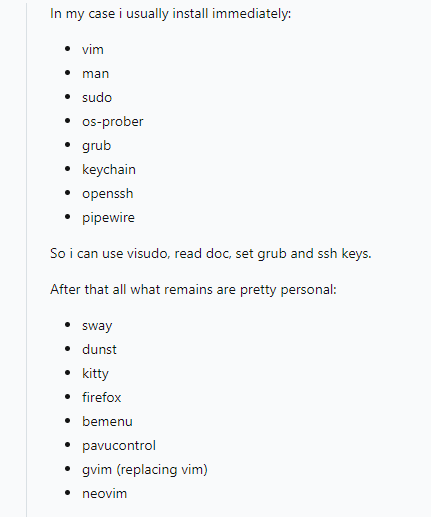 In my case i usually install immediately:
• vim
• man
• sudo
• os-prober
• grub
• keychain
• openssh
• pipewire
So i can use visudo, read doc, set grub and ssh keys.
After that all what remains are pretty personal:
• sway
• dunst
• kitty
• firefox
• bemenu
• pavucontrol
• gvim (replacing vim)
• neovim